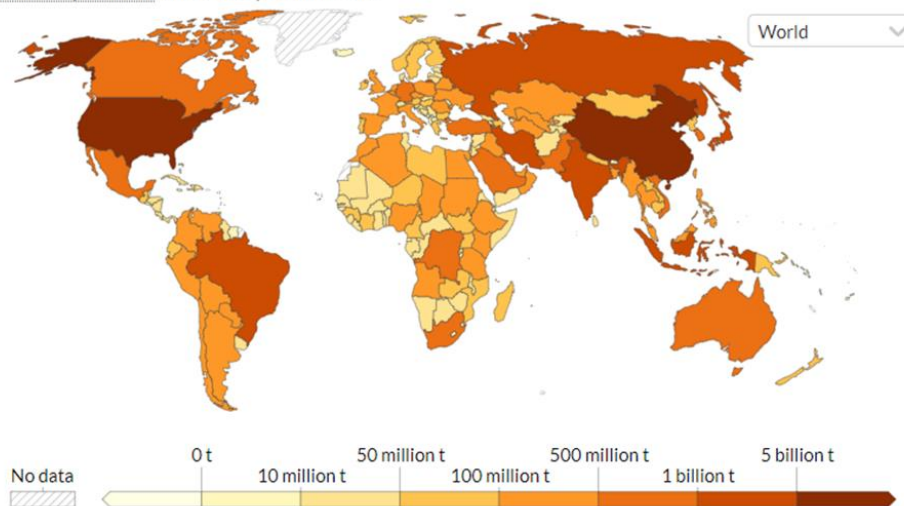 World
0 t
50 million t
500 million t
5 billion t
No data
10 million t
100 million t
1 billion t